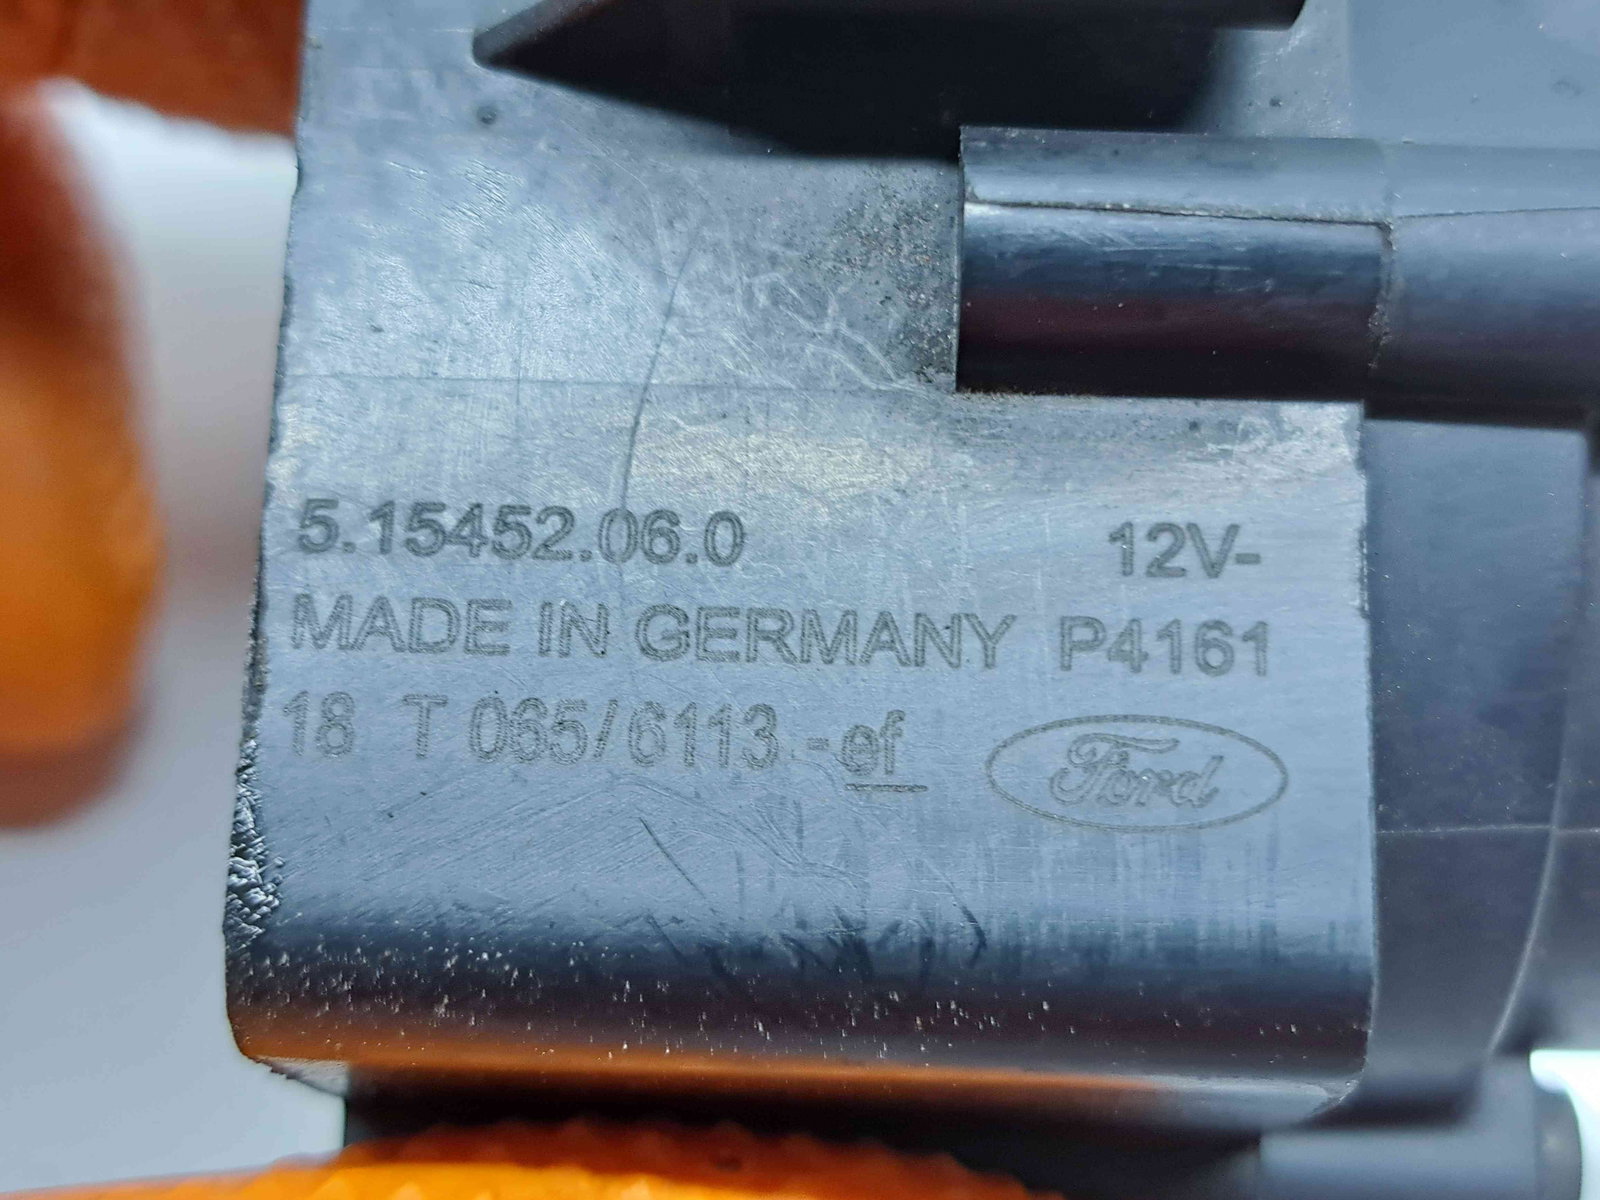 5.15452.06.0 12V-
MADE IN GERMANY P4161
18 T 065/6113 -ef
Ford